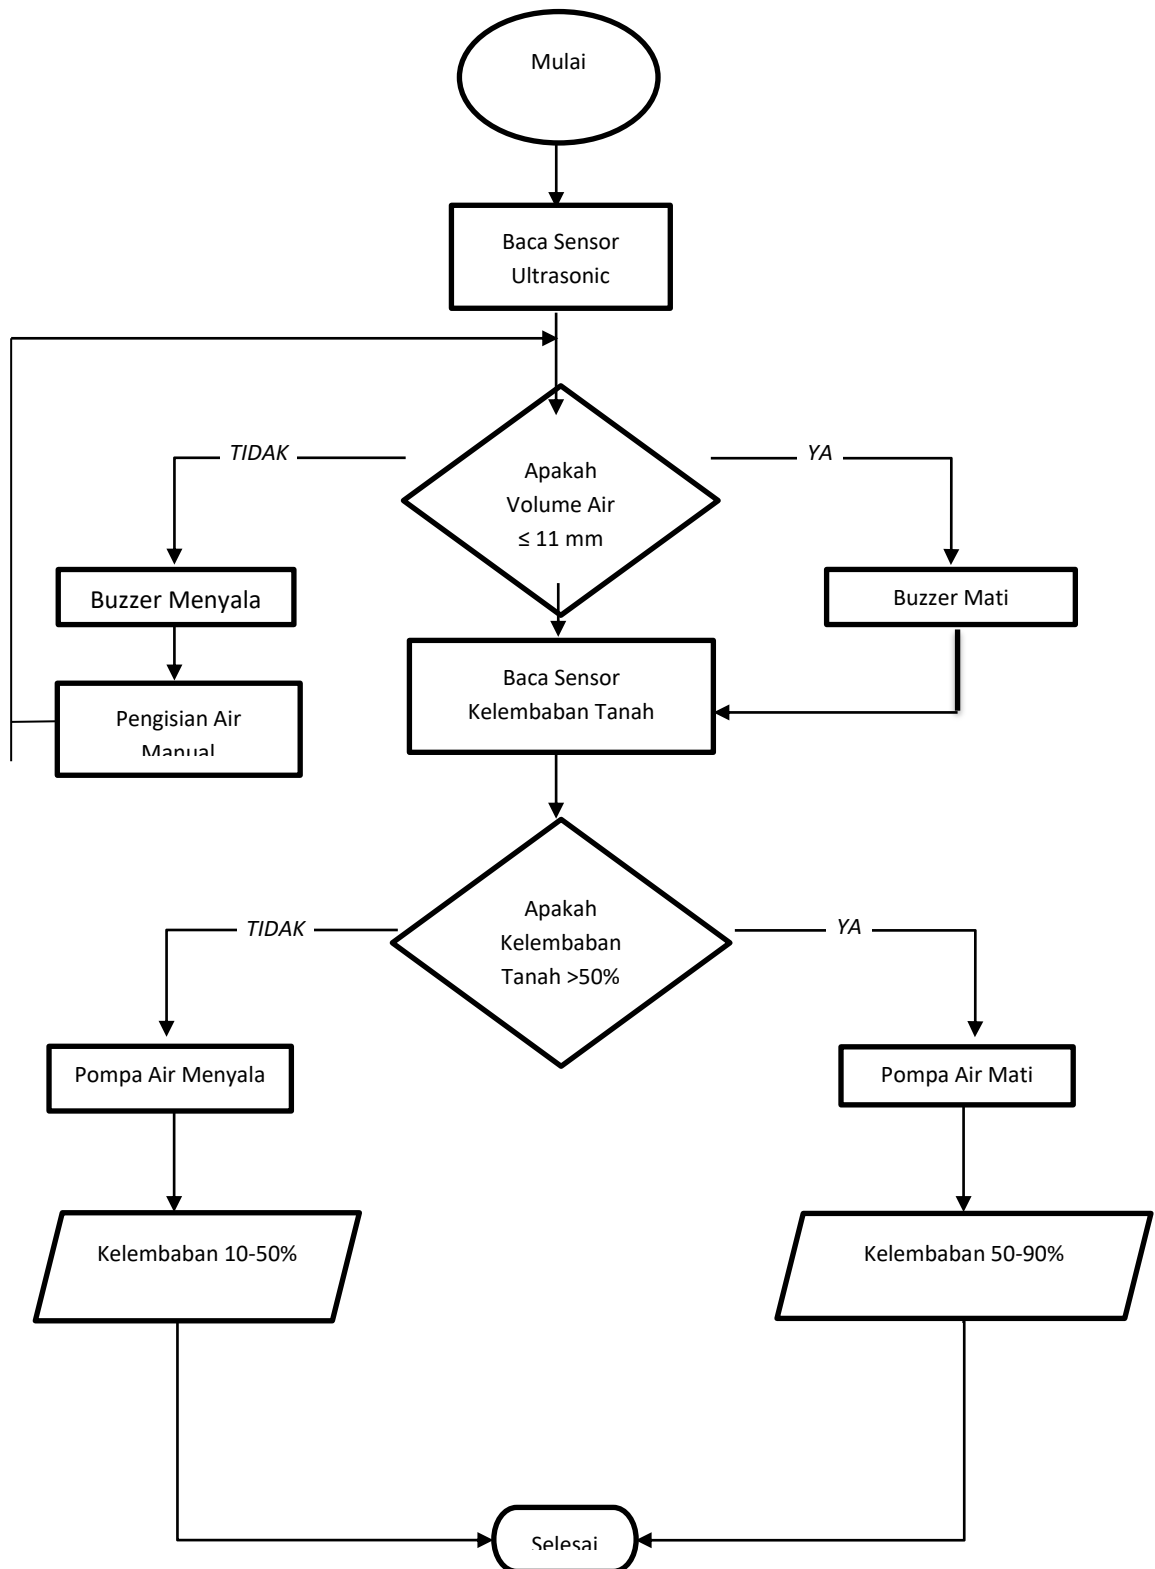 Mulai
Baca Sensor
Ultrasonic
TIDAK
YA
Apakah
Volume Air
≤ 11 mm
Buzzer Menyala
Buzzer Mati
Baca Sensor
Kelembaban Tanah
Pengisian Air
Manual
Apakah
Kelembaban
Tanah >50%
TIDAK
YA
Pompa Air Menyala
Pompa Air Mati
Kelembaban 10-50%
Kelembaban 50-90%
Selesai